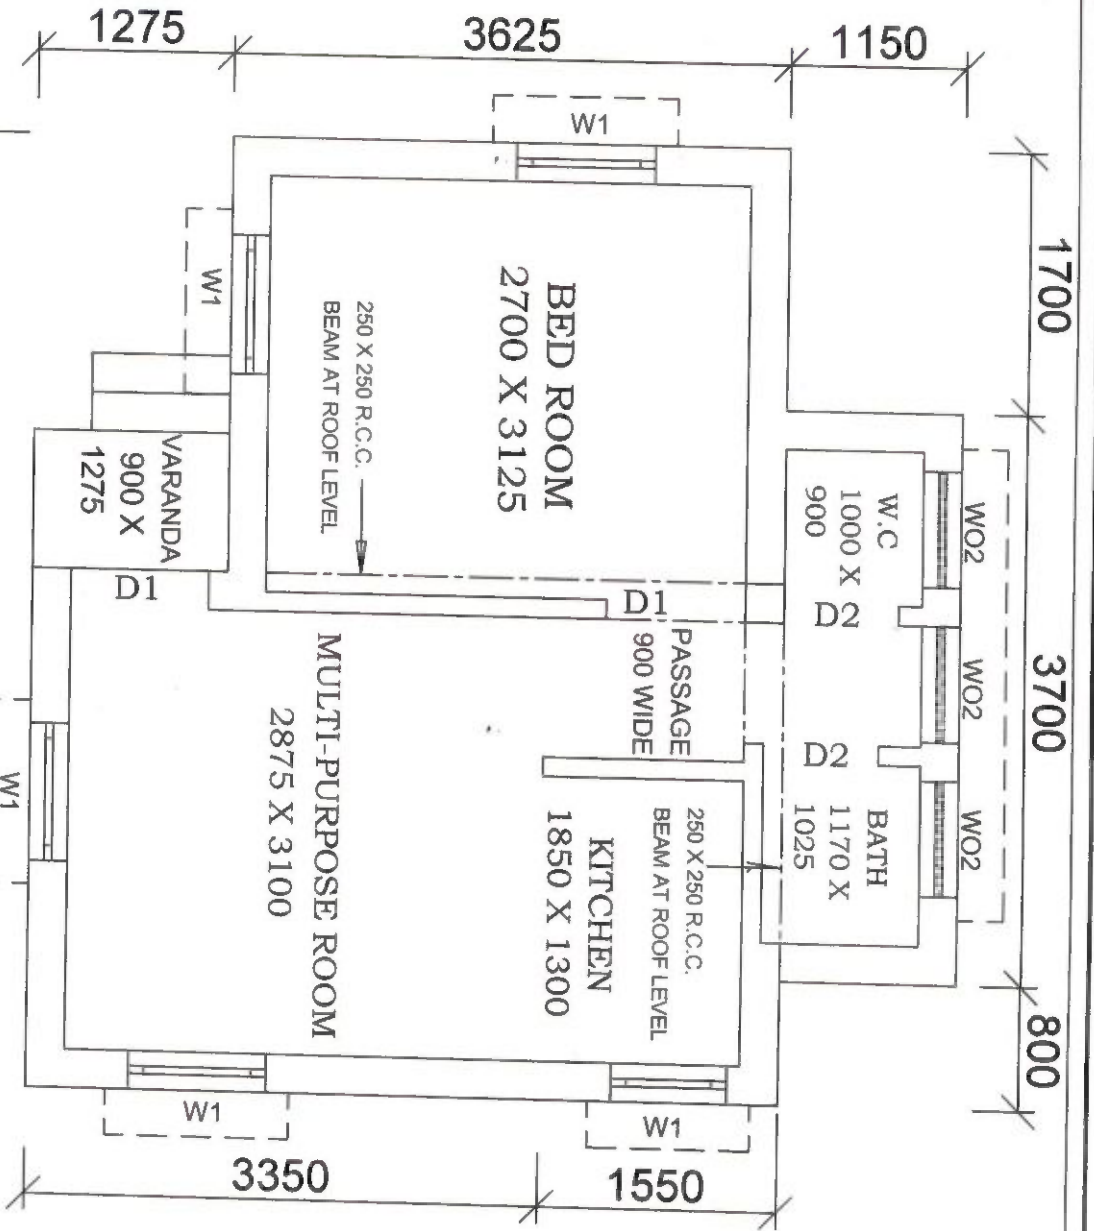 1275
3625
1150
1700
3700
800
W1
W1
BED ROOM
2700 X 3125
250 X 250 R.C.C.
BEAM AT ROOF LEVEL
VARANDA
900 X
1275
D1
W.C
1000 X
900
D2
WO2
WO2
WO2
D1
PASSAGE
900 WIDE
D2
BATH
1170 X
1025
250 X 250 R.C.C.
BEAM AT ROOF LEVEL
KITCHEN
1850 X 1300
MULTI-PURPOSE ROOM
2875 X 3100
W1
W1
W1
3350
1550